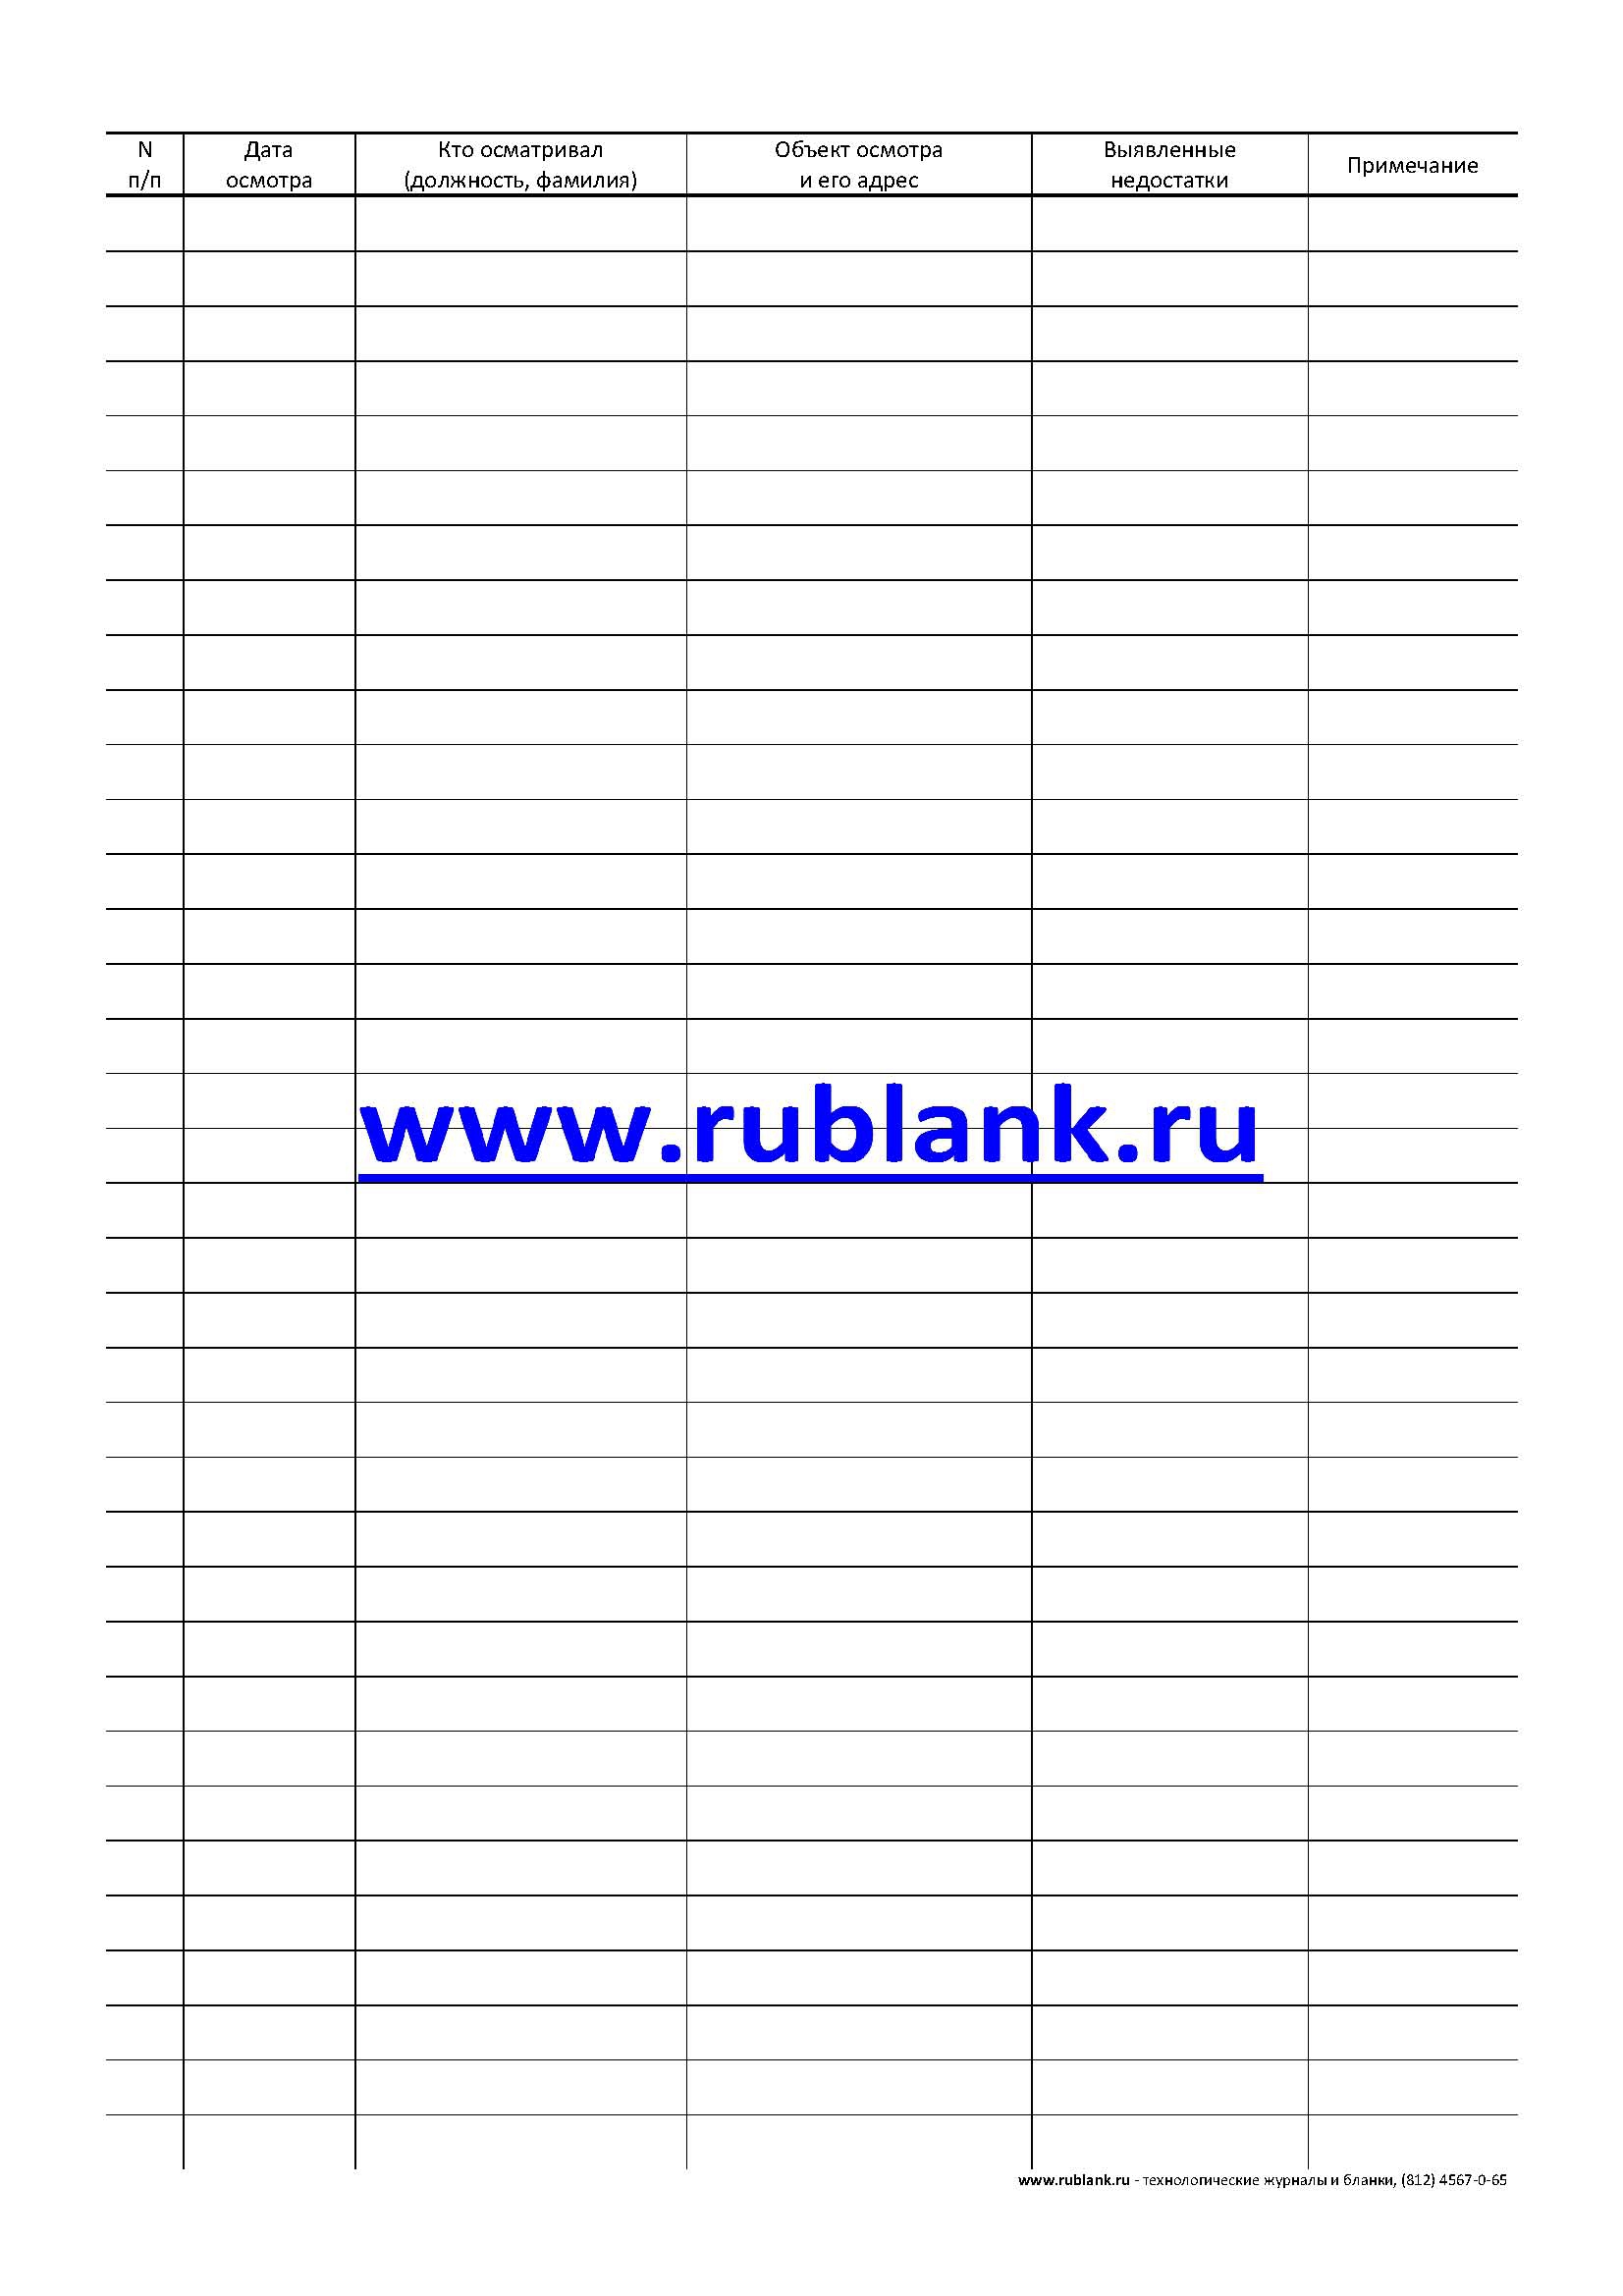 N
п/п
Дата
осмотра
Кто осматривал
(должность, фамилия)
Объект осмотра
и его адрес
Выявленные
недостатки
Примечание
www.rublank.ru
www.rublank.ru - технологические журналы и бланки, (812) 4567-0-65